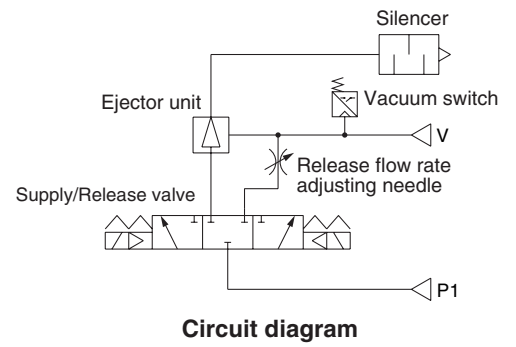 Silencer
Ejector unit
Vacuum switch
V
Release flow rate
adjusting needle
Supply/Release valve
P1
Circuit diagram